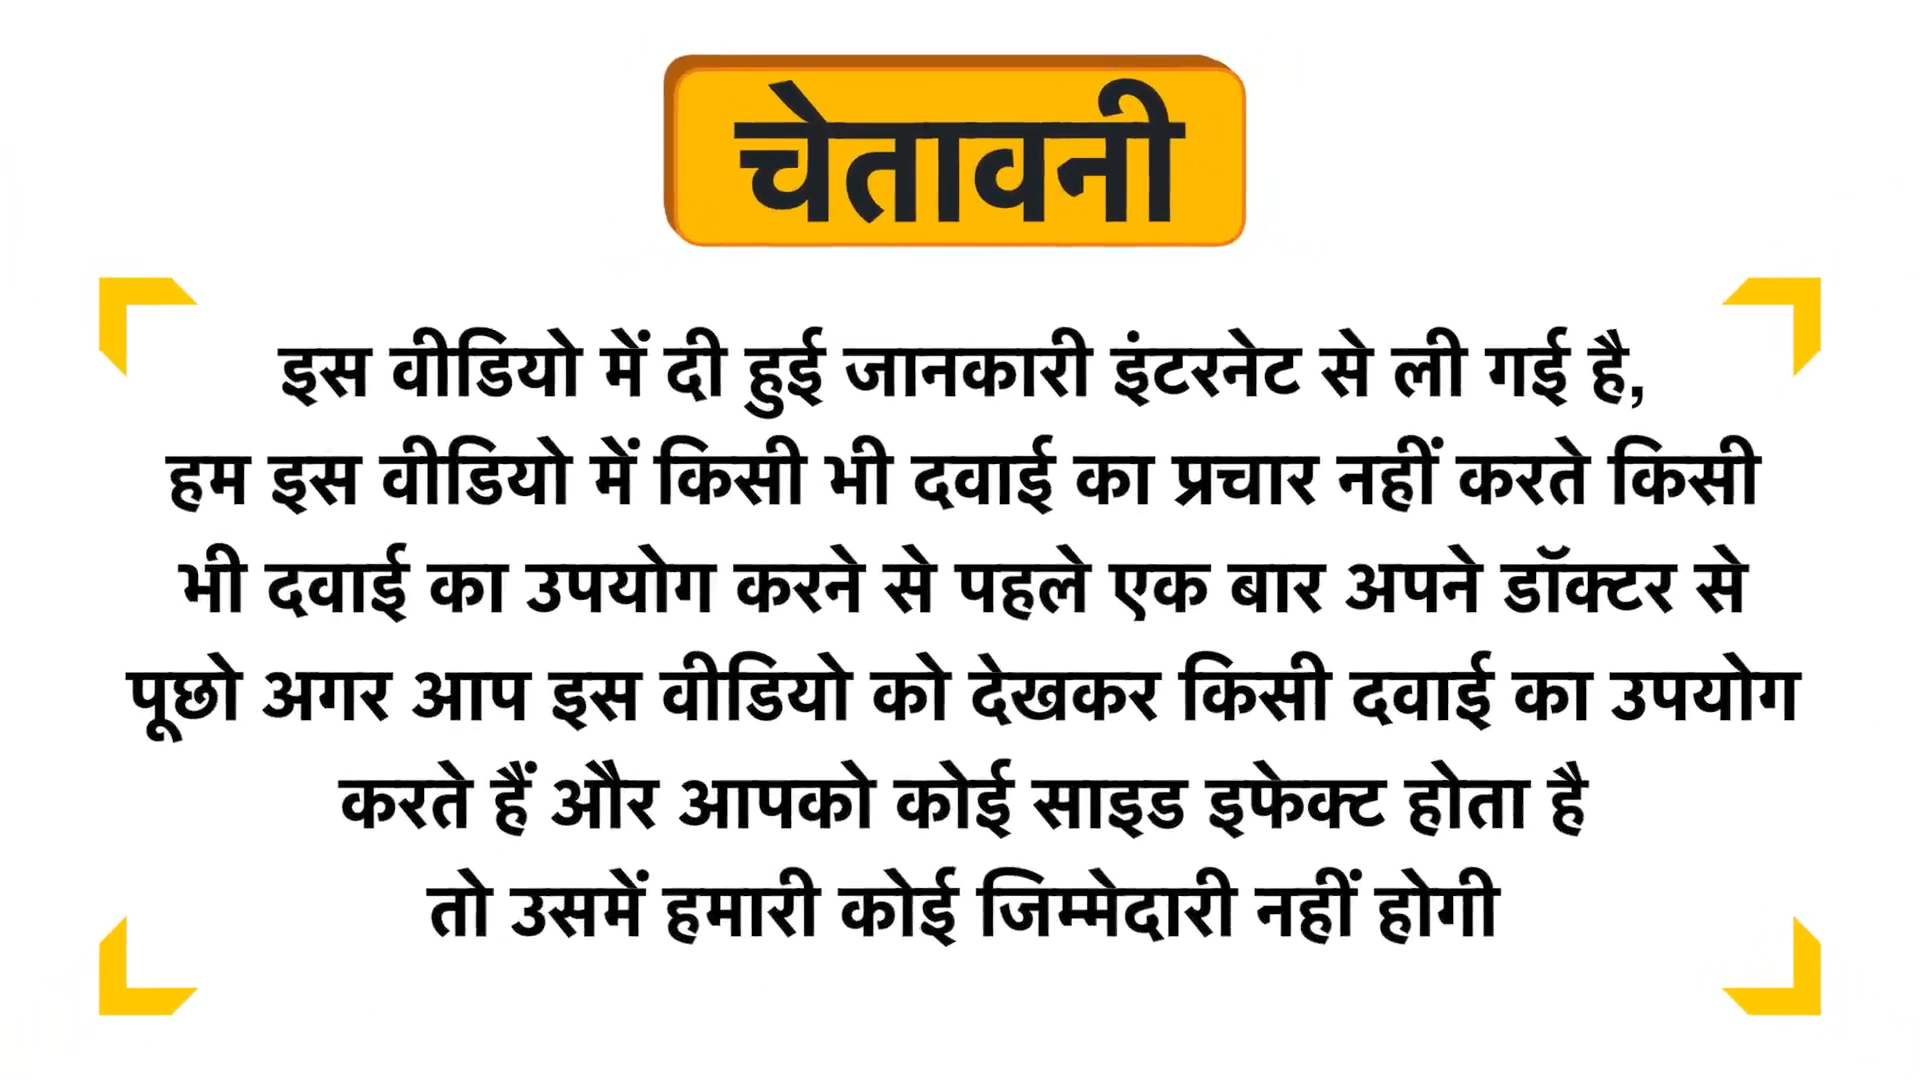 चेतावनी
इस वीडियो में दी हुई जानकारी इंटरनेट से ली गई है,
हम इस वीडियो में किसी भी दवाई का प्रचार नहीं करते किसी
भी दवाई का उपयोग करने से पहले एक बार अपने डॉक्टर से
पूछो अगर आप इस वीडियो को देखकर किसी दवाई का उपयोग
करते हैं और आपको कोई साइड इफेक्ट होता है
तो उसमें हमारी कोई जिम्मेदारी नहीं होगी